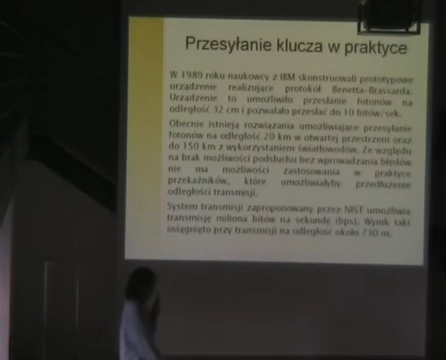 Przesyłanie klucza w praktyce
W 1989 roku naukowcy z IBM skonstruowali prototypowe
urządzenie realizujące protokół Benetta-Brassarda.
Urządzenie to umożliwiło przesłanie fotonów na
odległość 32 cm i pozwalało przesłać do 10 bitów/sek.
Obecnie istnieją rozwiązania umożliwiające przesyłanie
fotonów na odległość 20 km w otwartej przestrzeni oraz
do 150 km z wykorzystaniem światłowodów. Ze względu
na brak możliwości podsłuchu bez wprowadzania błędów
nie ma możliwości zastosowania w praktyce
przekaźników, które umożliwiałyby przedłużenie
odległości transmisji.
System transmisji zaproponowany przez NIST umożliwia
transmisję miliona bitów na sekundę (bps). Wynik taki
osiągnięto przy transmisji na odległość około 730 m.